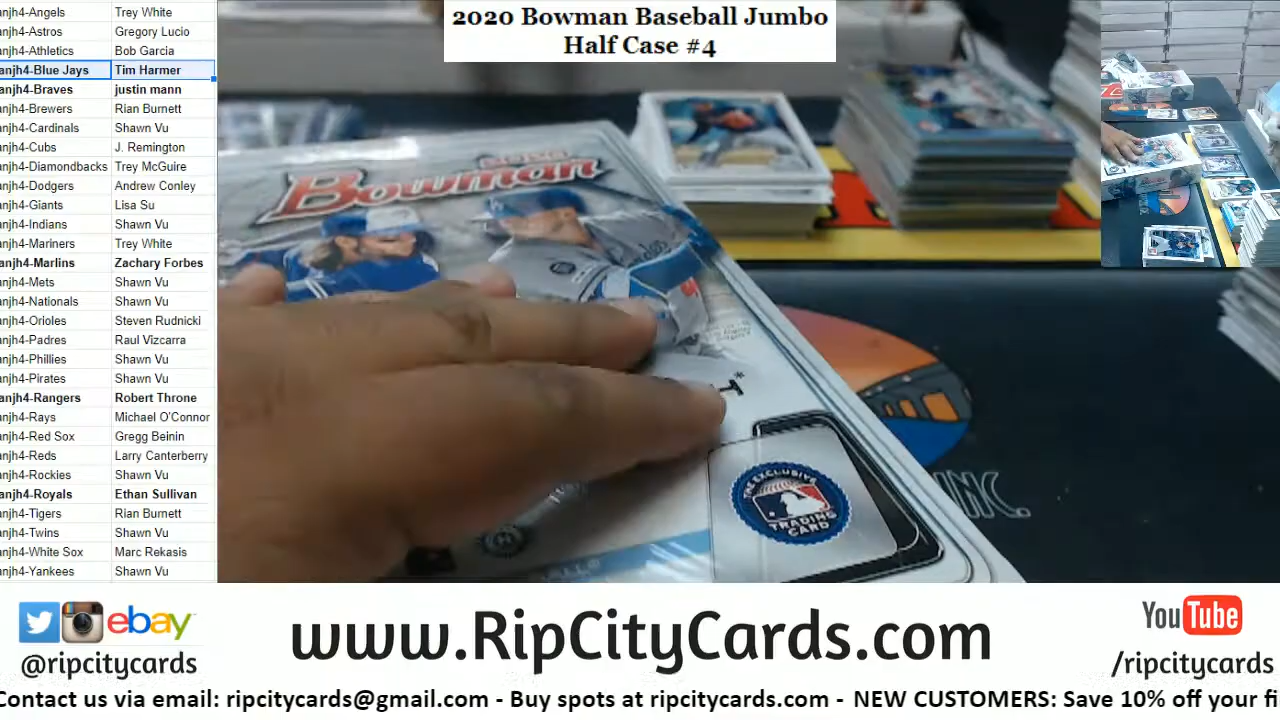 2020 Bowman Baseball Jumbo
Half Case #4
anjh4-Angels Trey White
anjh4-Astros Gregory Lucio
anjh4-Athletics Bob Garcia
anjh4-Blue Jays Tim Harmer
anjh4-Braves justin mann
anjh4-Brewers Rian Burnett
anjh4-Cardinals Shawn Vu
anjh4-Cubs J. Remington
anjh4-Diamondbacks Trey McGuire
anjh4-Dodgers Andrew Conley
anjh4-Giants Lisa Su
anjh4-Indians Shawn Vu
anjh4-Mariners Trey White
anjh4-Marlins Zachary Forbes
anjh4-Mets Shawn Vu
anjh4-Nationals Shawn Vu
anjh4-Orioles Steven Rudnicki
anjh4-Padres Raul Vizcarra
anjh4-Phillies Shawn Vu
anjh4-Pirates Shawn Vu
anjh4-Rangers Robert Throne
anjh4-Rays Michael O'Connor
anjh4-Red Sox Gregg Beinin
anjh4-Reds Larry Canterberry
anjh4-Rockies Shawn Vu
anjh4-Royals Ethan Sullivan
anjh4-Tigers Rian Burnett
anjh4-Twins Shawn Vu
anjh4-White Sox Marc Rekasis
anjh4-Yankees Shawn Vu
Bowman
THE EXCLUSIVE
TRADING
CARD
INC.
ebay
@ripcitycards
www.RipCityCards.com
YouTube
/ripcitycards
Contact us via email: ripcitycards@gmail.com - Buy spots at ripcitycards.com - NEW CUSTOMERS: Save 10% off your fi